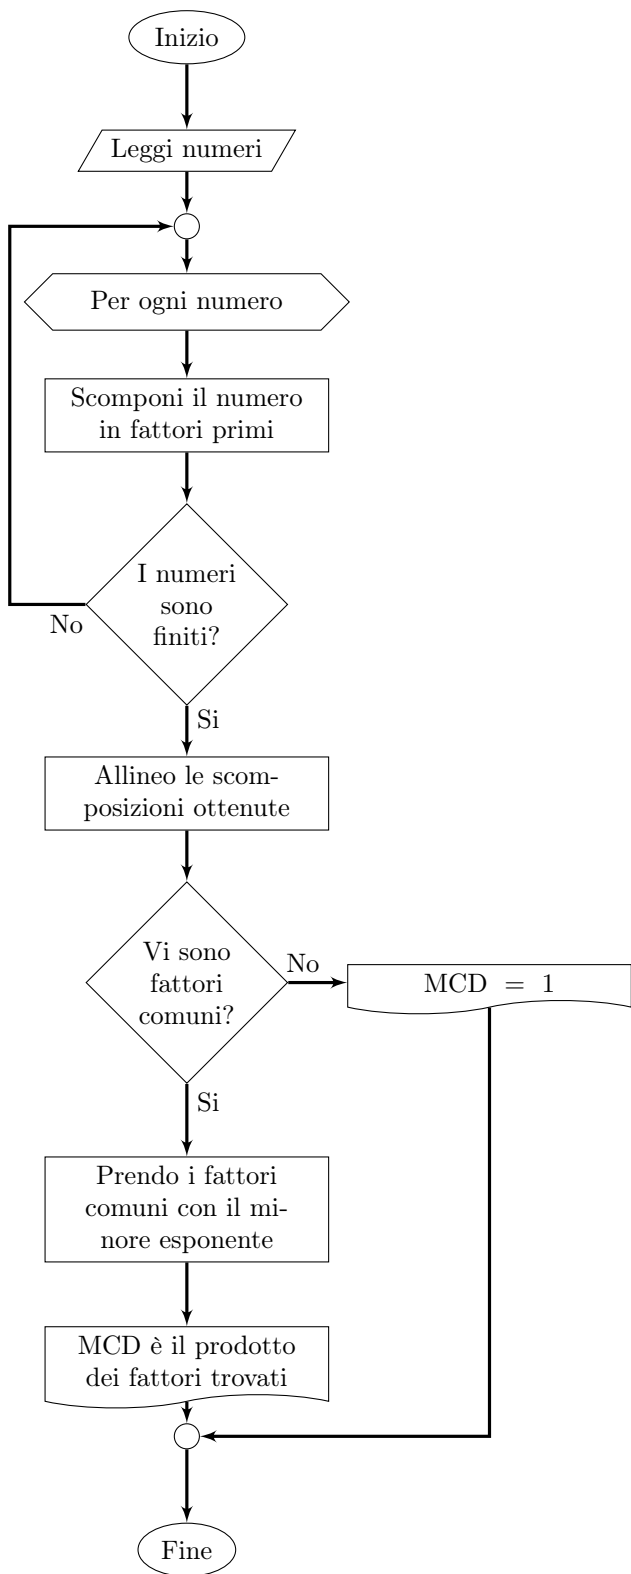 Inizio
Leggi numeri
Per ogni numero
Scomponi il numero
in fattori primi
I numeri
sono
finiti?
No
Si
Allineo le scom-
posizioni ottenute
Vi sono
fattori
comuni?
No
MCD = 1
Si
Prendo i fattori
comuni con il mi-
nore esponente
MCD è il prodotto
dei fattori trovati
Fine